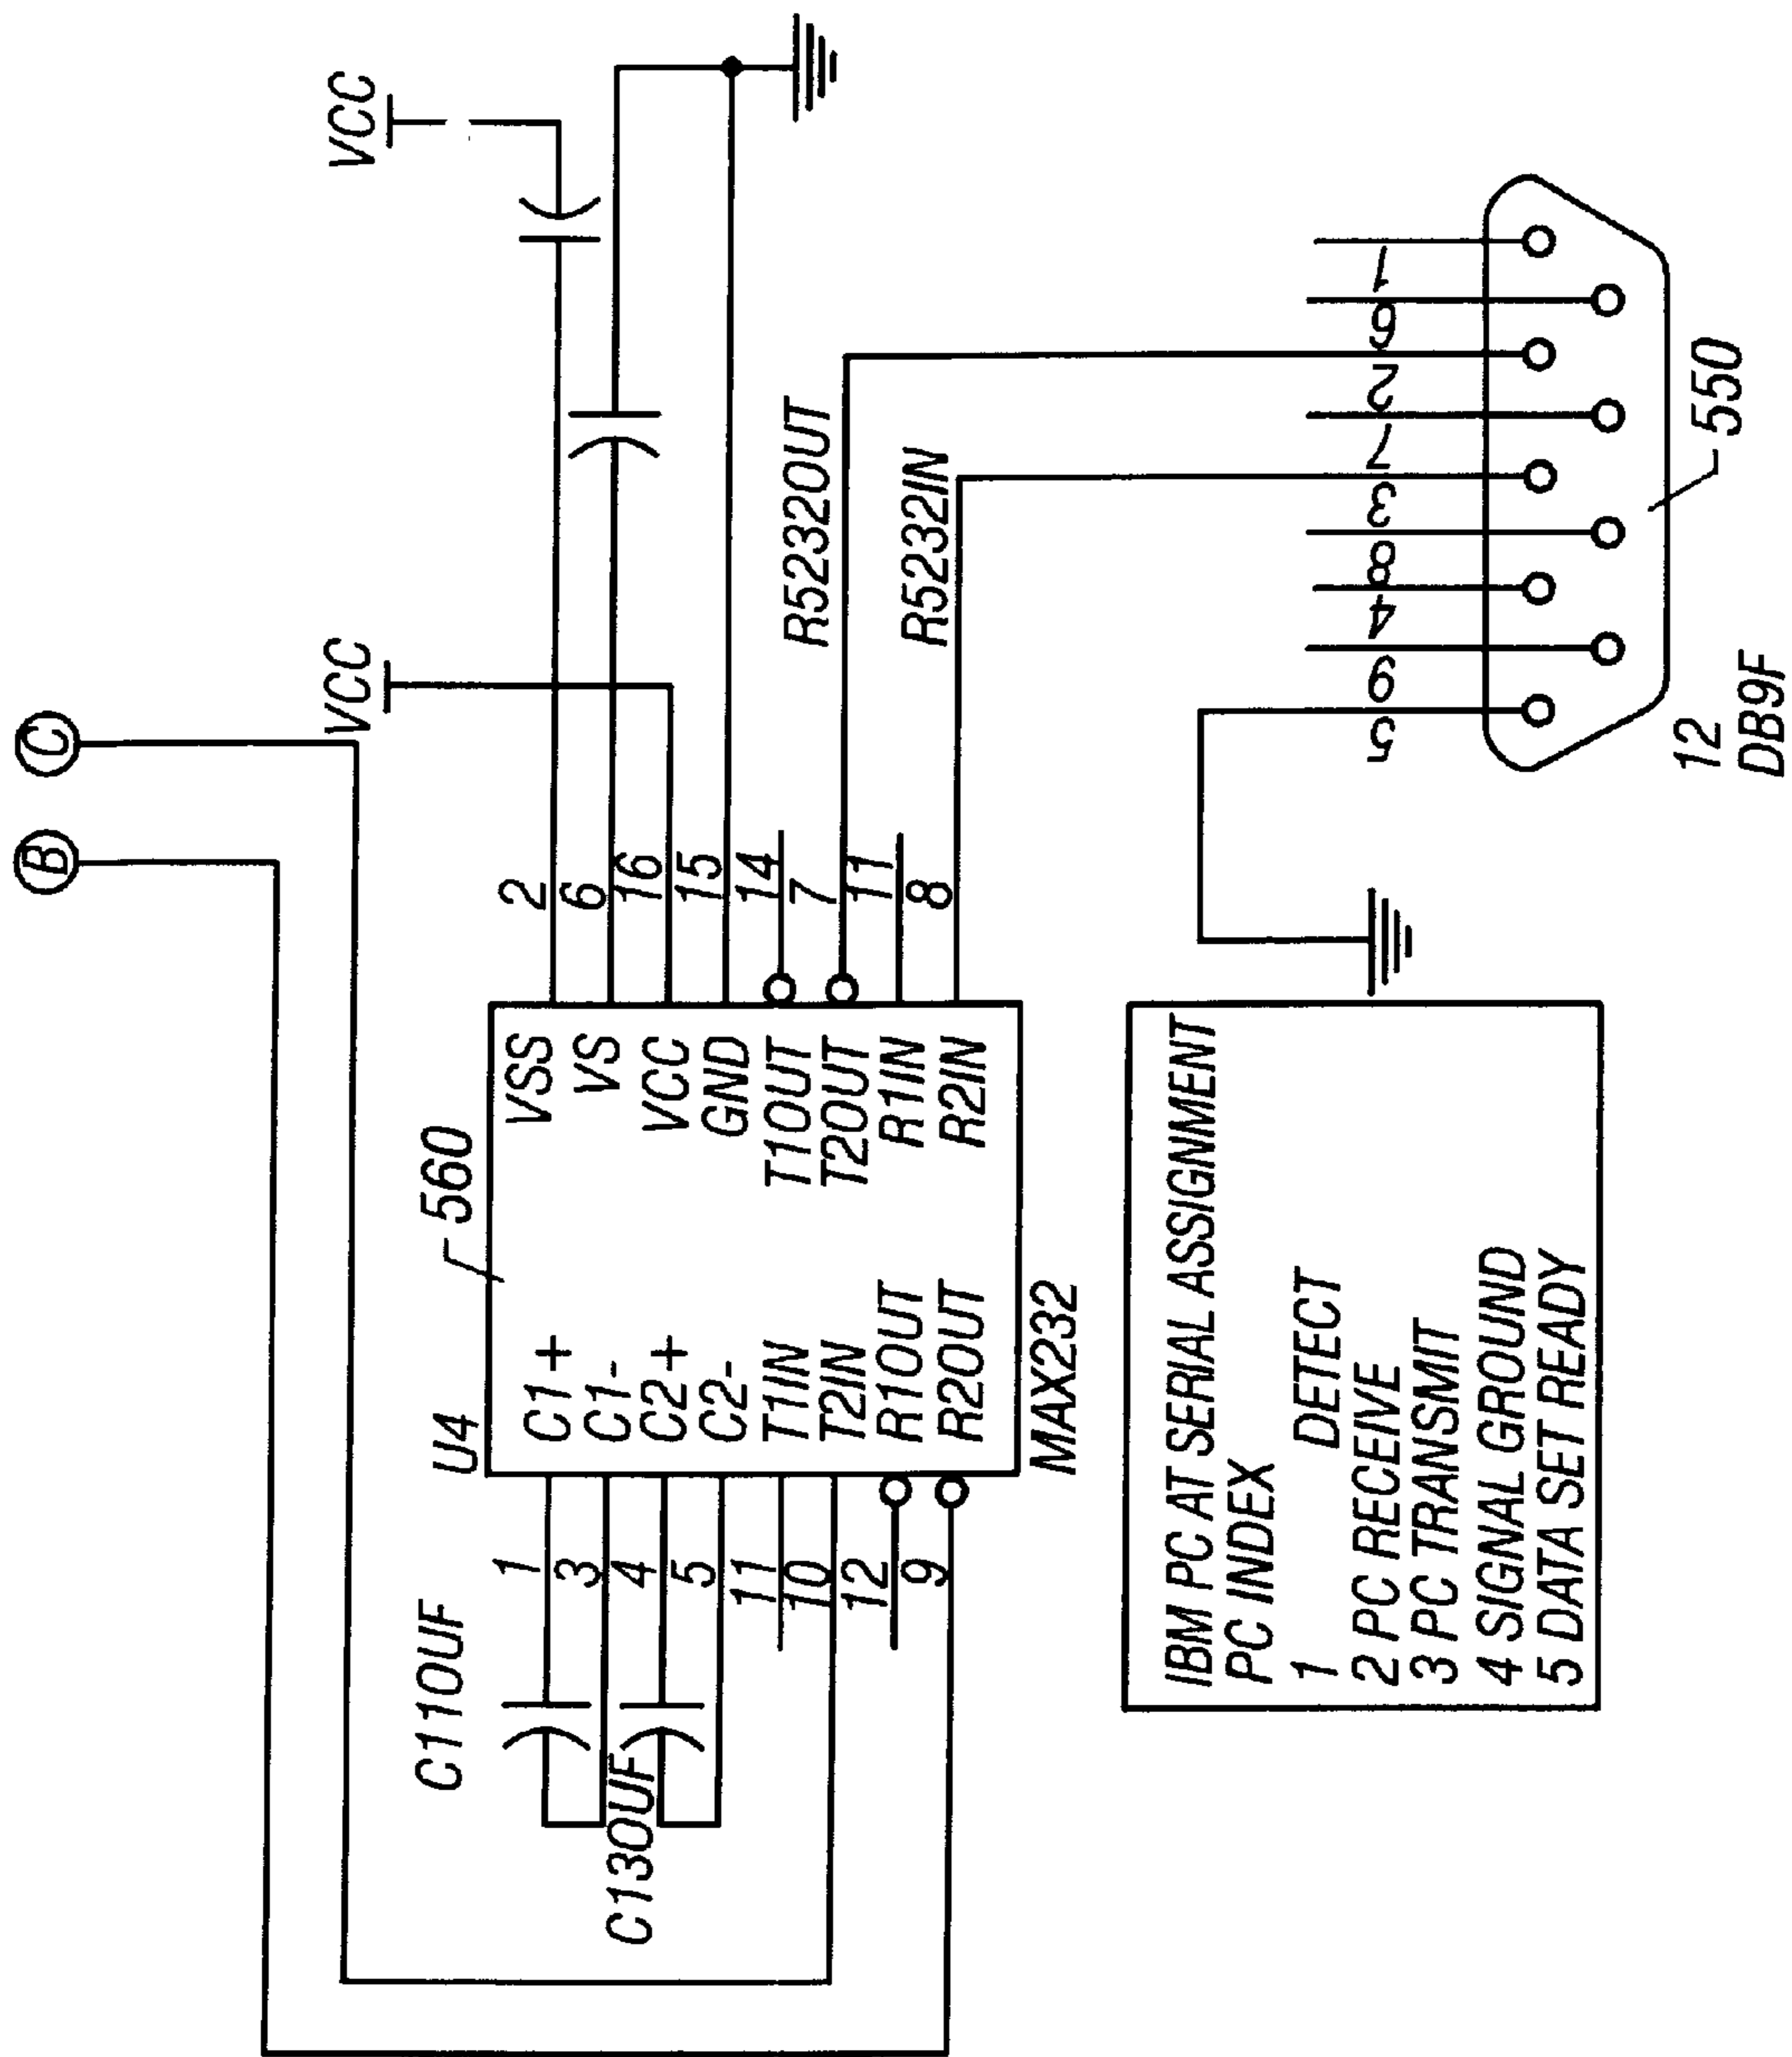 B
C
VCC
VCC
C110UF
C130UF
U4
560
1
3
4
5
11
10
12
9
C1+
C1-
C2+
C2-
T1IN
T2IN
R1OUT
R2OUT
VSS
VS
VCC
GND
T1OUT
T2OUT
R1IN
R2IN
2
6
16
15
14
7
11
8
MAX232
R5232OUT
R5232IN
IBM PC AT SERIAL ASSIGNMENT
PC INDEX
1 DETECT
2 PC RECEIVE
3 PC TRANSMIT
4 SIGNAL GROUND
5 DATA SET READY
5
9
4
8
3
7
2
6
1
550
12
DB9F